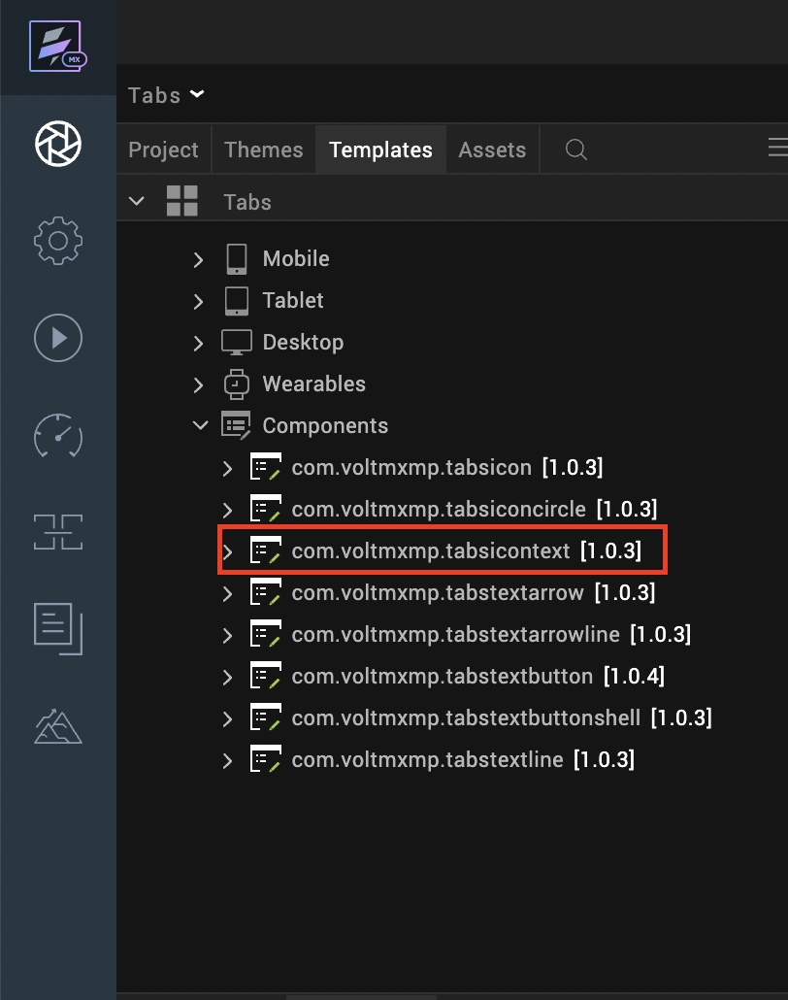 MX
Tabs
Project Themes Templates Assets
Tabs
Mobile
Tablet
Desktop
Wearables
Components
com.voltmxmp.tabsicon [1.0.3]
com.voltmxmp.tabsiconcircle [1.0.3]
com.voltmxmp.tabsicontext [1.0.3]
com.voltmxmp.tabstextarrow [1.0.3]
com.voltmxmp.tabstextarrowline [1.0.3]
com.voltmxmp.tabstextbutton [1.0.4]
com.voltmxmp.tabstextbuttonshell [1.0.3]
com.voltmxmp.tabstextline [1.0.3]